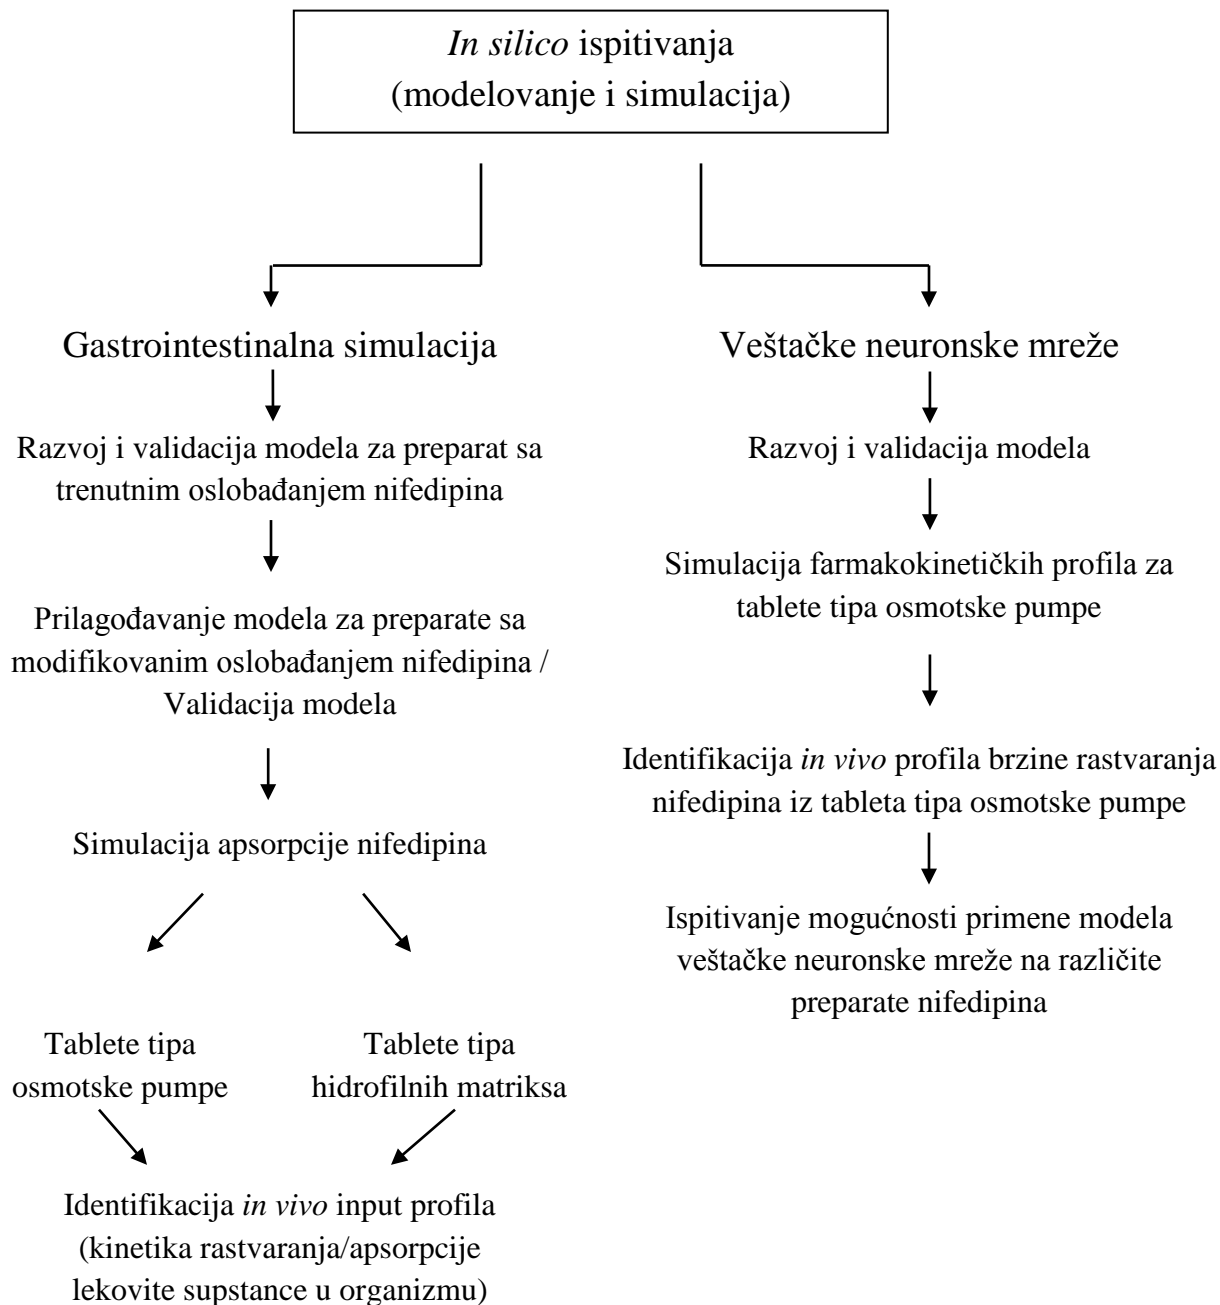 In silico ispitivanja
(modelovanje i simulacija)
Gastrointestinalna simulacija
Razvoj i validacija modela za preparat sa
trenutnim oslobađanjem nifedipina
Prilagođavanje modela za preparate sa
modifikovanim oslobađanjem nifedipina /
Validacija modela
Simulacija apsorpcije nifedipina
Tablete tipa
osmotske pumpe
Tablete tipa
hidrofilnih matriksa
Identifikacija in vivo input profila
(kinetika rastvaranja/apsorpcije
lekovite supstance u organizmu)
Veštačke neuronske mreže
Razvoj i validacija modela
Simulacija farmakokinetičkih profila za
tablete tipa osmotske pumpe
Identifikacija in vivo profila brzine rastvaranja
nifedipina iz tableta tipa osmotske pumpe
Ispitivanje mogućnosti primene modela
veštačke neuronske mreže na različite
preparate nifedipina